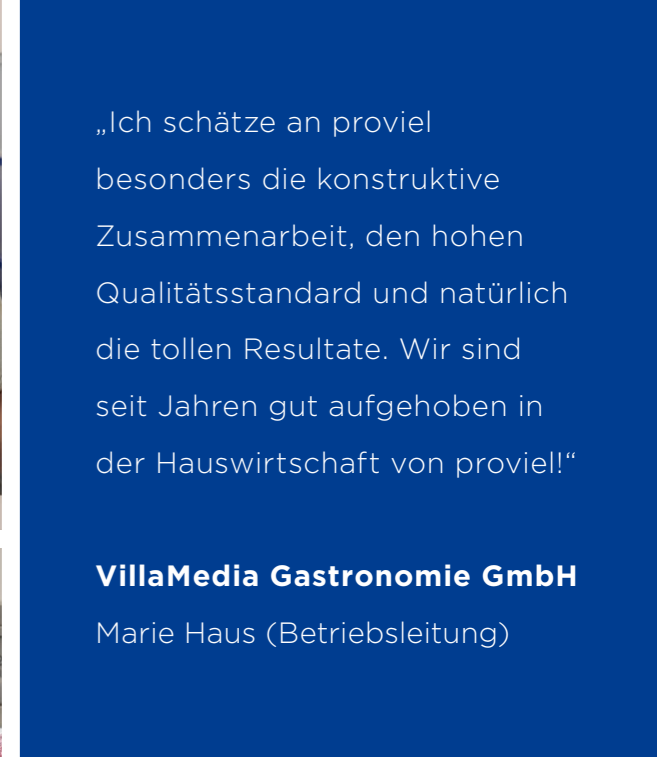 „Ich schätze an proviel
besonders die konstruktive
Zusammenarbeit, den hohen
Qualitätsstandard und natürlich
die tollen Resultate. Wir sind
seit Jahren gut aufgehoben in
der Hauswirtschaft von proviel!“
VillaMedia Gastronomie GmbH
Marie Haus (Betriebsleitung)